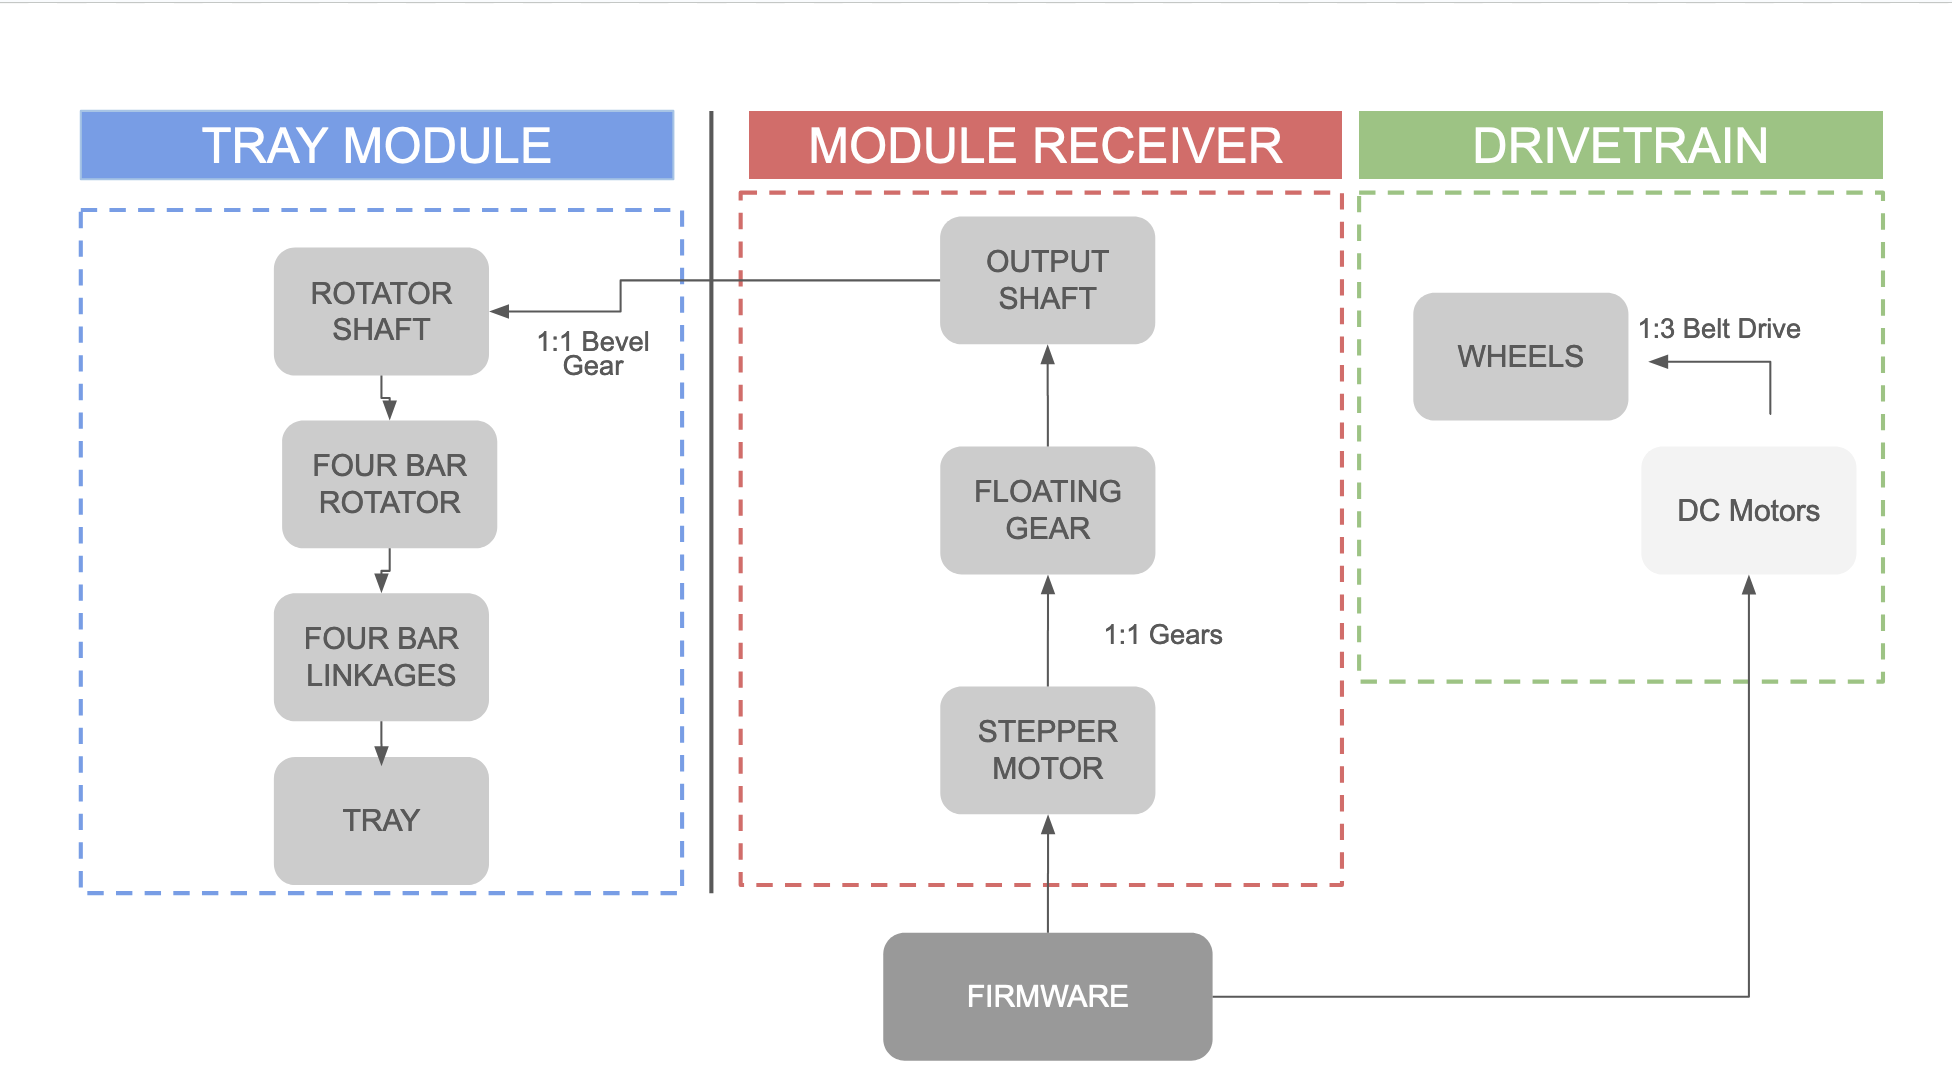 TRAY MODULE
MODULE RECEIVER
DRIVETRAIN
ROTATOR
SHAFT
1:1 Bevel
Gear
FOUR BAR
ROTATOR
FOUR BAR
LINKAGES
TRAY
OUTPUT
SHAFT
FLOATING
GEAR
1:1 Gears
STEPPER
MOTOR
WHEELS
1:3 Belt Drive
DC Motors
FIRMWARE